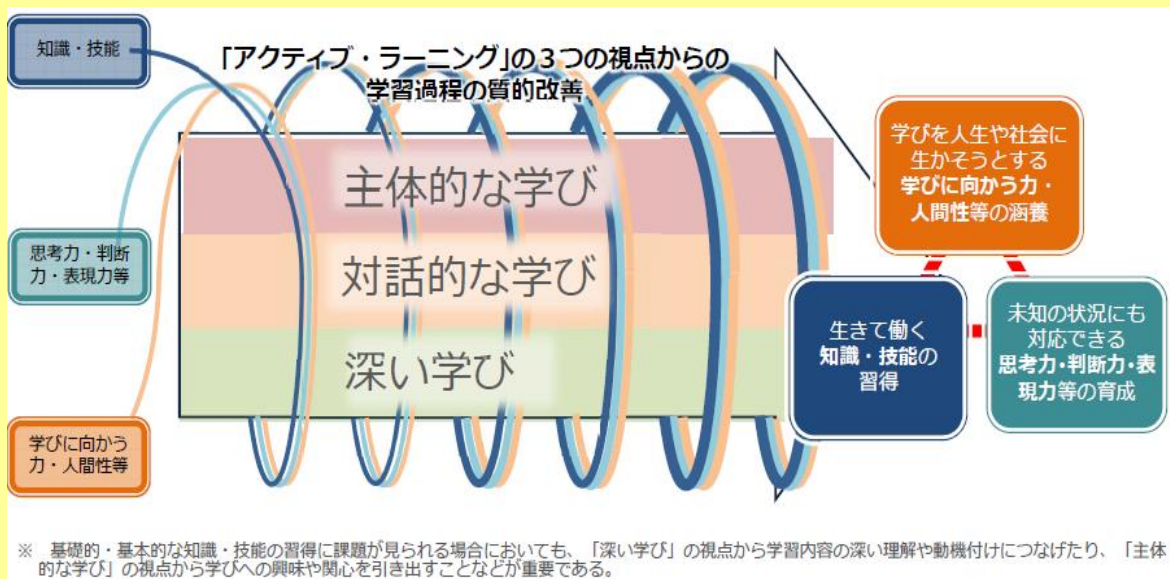 知識・技能
「アクティブ・ラーニング」の３つの視点からの
学習過程の質的改善
主体的な学び
対話的な学び
深い学び
思考力・判断
力・表現力等
学びに向かう
力・人間性等
学びを人生や社会に
生かそうとする
学びに向かう力・
人間性等の涵養
生きて働く
知識・技能の
習得
未知の状況にも
対応できる
思考力・判断力・表
現力等の育成
※　基礎的・基本的な知識・技能の習得に課題が見られる場合においても、「深い学び」の視点から学習内容の深い理解や動機付けにつなげたり、「主体
的な学び」の視点から学びへの興味や関心を引き出すことなどが重要である。